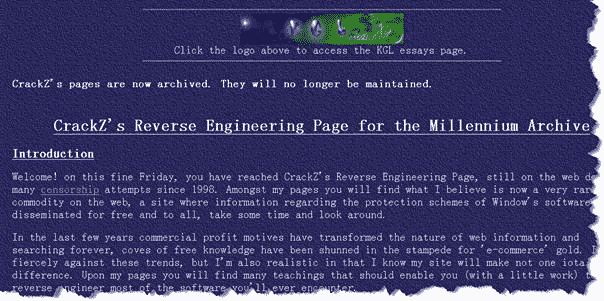 Click the logo above to access the KGL essays page.
CrackZ's pages are now archived. They will no longer be maintained.
CrackZ's Reverse Engineering Page for the Millennium Archive
Introduction
Welcome! on this fine Friday, you have reached CrackZ's Reverse Engineering Page, still on the web
many censorship attempts since 1998. Amongst my pages you will find what I believe is now a very
commodity on the web, a site where information regarding the protection schemes of Window's software
disseminated for free and to all, take some time and look around.
In the last few years commercial profit motives have transformed the nature of web information and
searching forever, coves of free knowledge have been shunned in the stampede for 'e-commerce' gold.
fiercely against these trends, but I'm also realistic in that I know my site will make not one iota
difference. Upon my pages you will find many teachings that should enable you (with a little work)
reverse engineer most of the software you'll ever encounter.